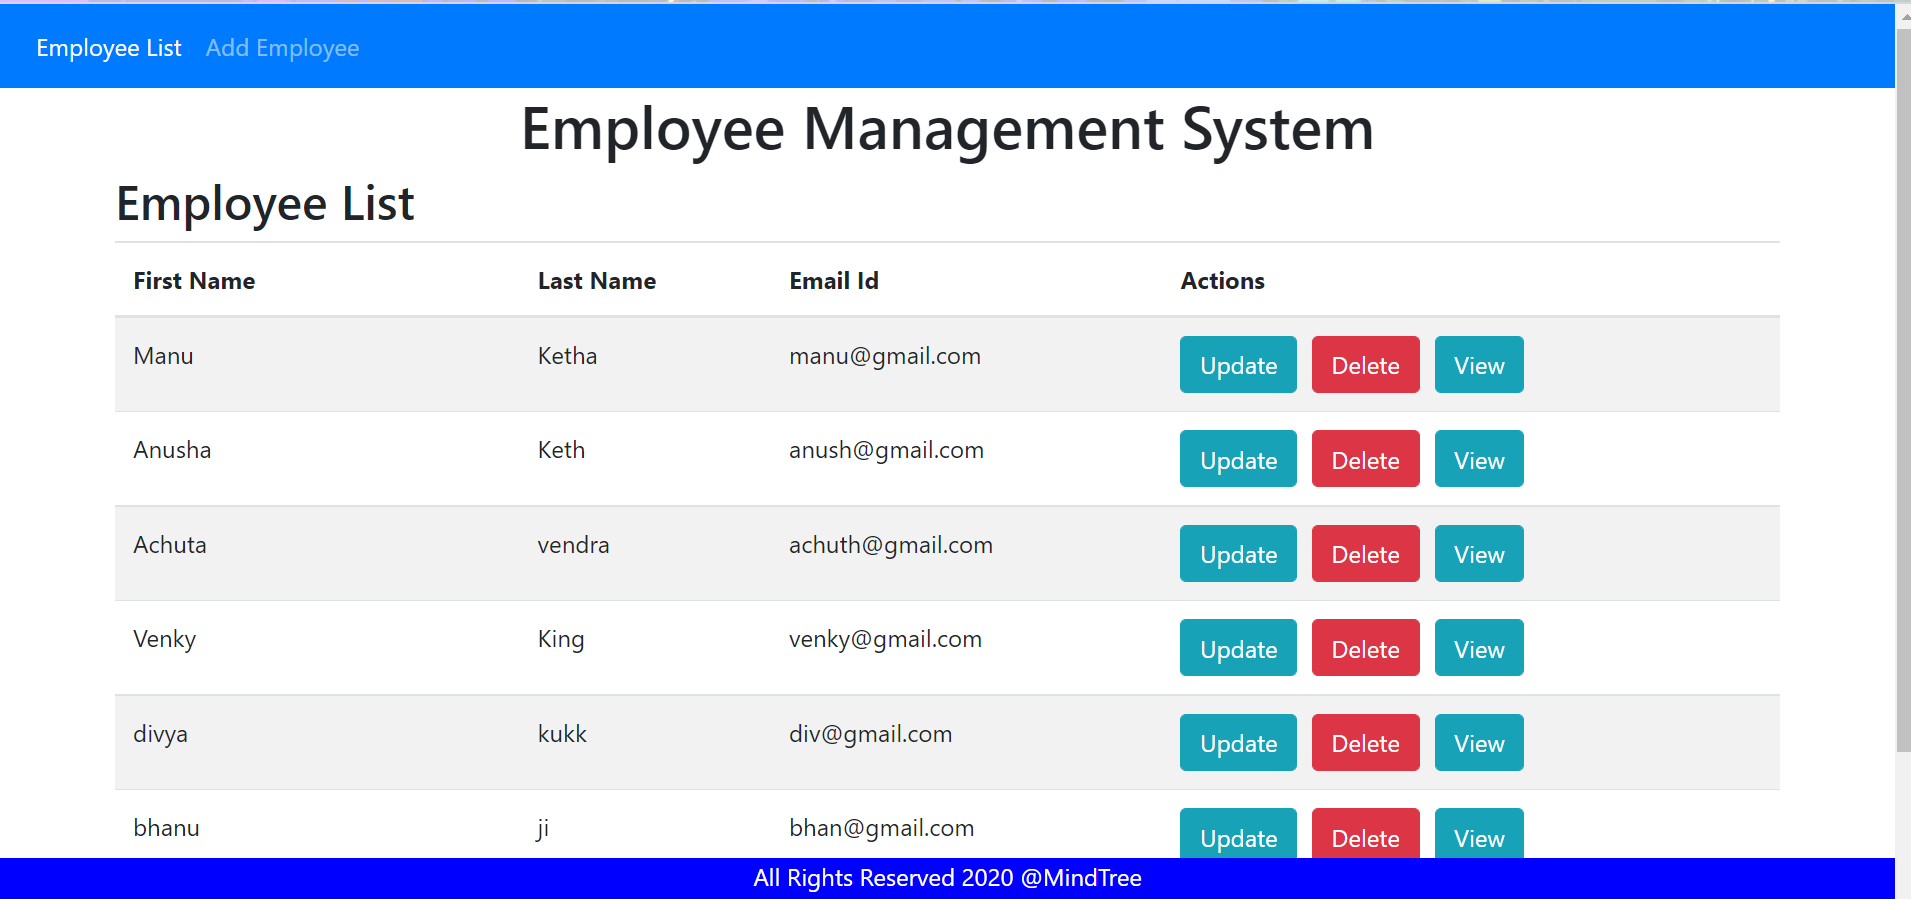 Employee List Add Employee
Employee Management System
Employee List
First Name Last Name Email Id Actions
Manu Ketha manu@gmail.com Update Delete View
Anusha Keth anush@gmail.com Update Delete View
Achuta vendra achuth@gmail.com Update Delete View
Venky King venky@gmail.com Update Delete View
divya kukk div@gmail.com Update Delete View
bhanu ji bhan@gmail.com Update Delete View
All Rights Reserved 2020 @MindTree